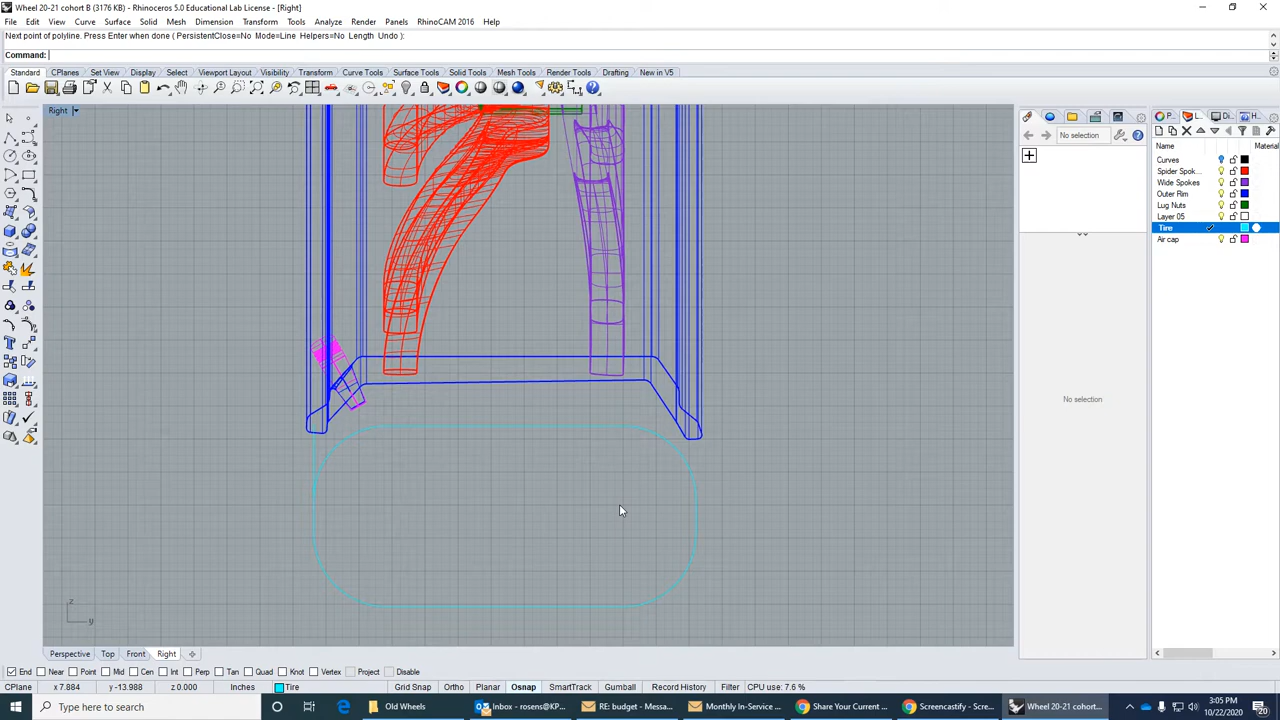 Wheel 20-21 cohort B (3176 KB) - Rhinoceros 5.0 Educational Lab License - [Right]
File Edit View Curve Surface Solid Mesh Dimension Transform Tools Analyze Render Panels RhinoCAM 2016 Help
Next point of polyline. Press Enter when done ( PersistentClose=No Mode=Line Helpers=No Length Undo ):
Command:
Standard CPlanes Set View Display Select Viewport Layout Visibility Transform Curve Tools Surface Tools Solid Tools Mesh Tools Render Tools Drafting New in V5
Right
P... L... D... H...
No selection
Name Material
Curves
Spider Spok...
Wide Spokes
Outer Rim
Lug Nuts
Layer 05
Tire
Air cap
No selection
z
y
Perspective Top Front Right
End Near Point Mid Cen Int Perp Tan Quad Knot Vertex Project Disable
CPlane x 7.884 y -13.988 z 0.000 Inches Tire Grid Snap Ortho Planar Osnap SmartTrack Gumball Record History Filter CPU use: 7.6 %
Type here to search
Old Wheels
Inbox - rosens@KP...
RE: budget - Messa...
Monthly In-Service ...
Share Your Current ...
Screencastify - Scre...
Wheel 20-21 cohort...
3:05 PM
10/22/2020